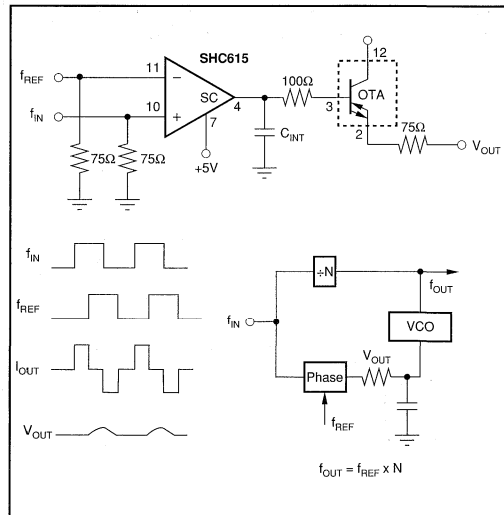 SHC615
12
f_REF
11
−
100Ω
OTA
SC
4
3
f_IN
10
+
7
C_INT
2
75Ω
V_OUT
75Ω
75Ω
+5V
f_IN
f_REF
I_OUT
V_OUT
÷N
f_OUT
f_IN
VCO
V_OUT
Phase
f_REF
f_OUT = f_REF x N